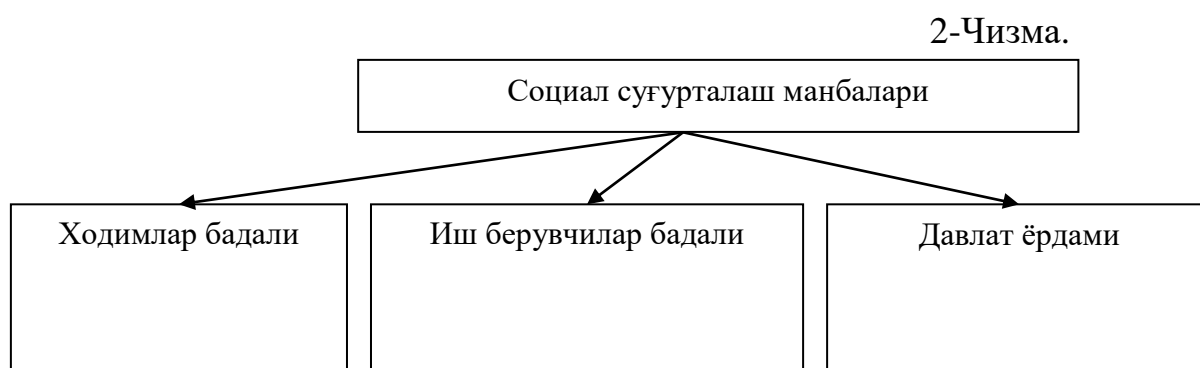 2-Чизма.
Социал суғурталаш манбалари
Ходимлар бадали
Иш берувчилар бадали
Давлат ёрдами